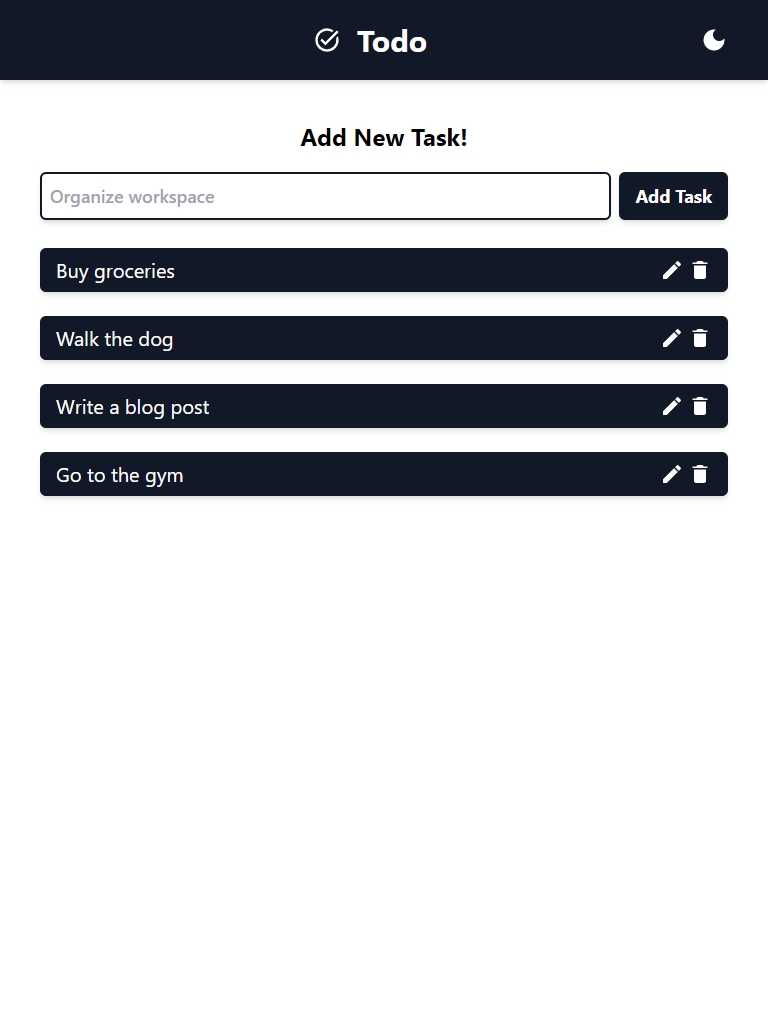 Todo
Add New Task!
Organize workspace
Add Task
Buy groceries
Walk the dog
Write a blog post
Go to the gym